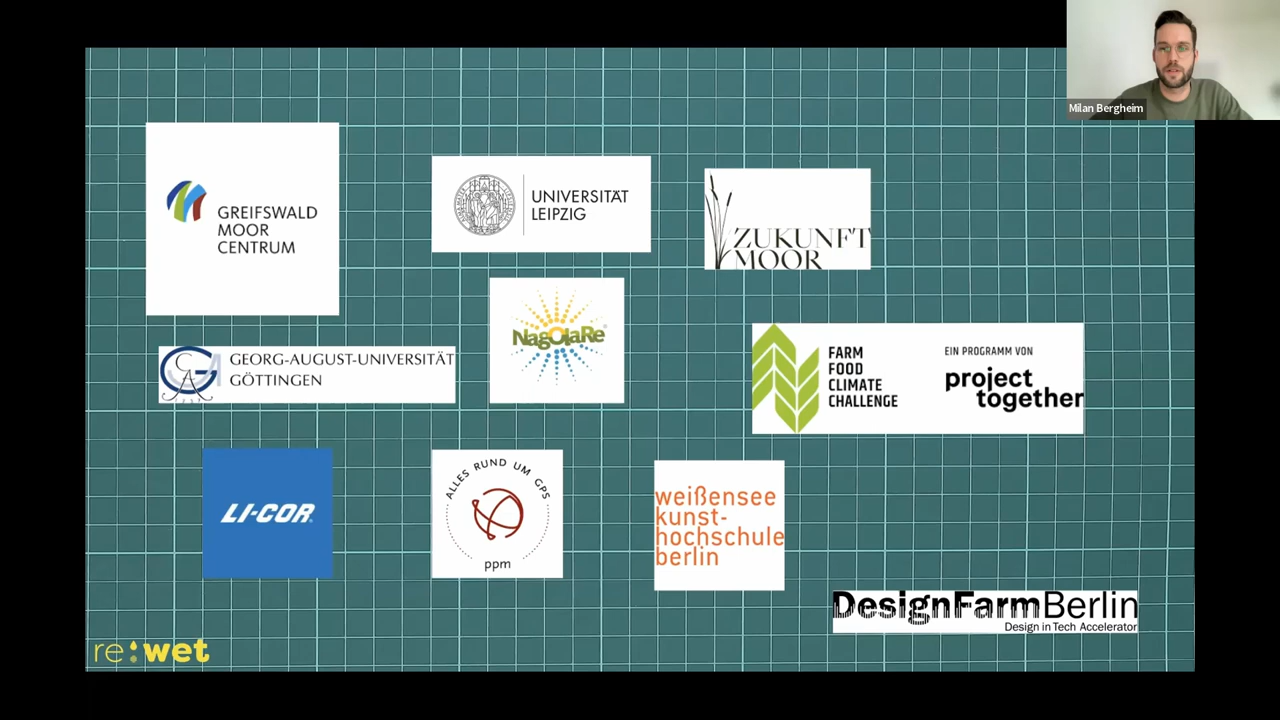 Milan Bergheim
GREIFSWALD
MOOR
CENTRUM
UNIVERSITÄT
LEIPZIG
ZUKUNFT
MOOR
NagOlaRe®
GEORG-AUGUST-UNIVERSITÄT
GÖTTINGEN
FARM
FOOD
CLIMATE
CHALLENGE
EIN PROGRAMM VON
project
together
LI-COR®
ALLES RUND UM GPS
ppm
weißensee
kunst-
hochschule
berlin
DesignFarmBerlin
Design in Tech Accelerator
re:wet